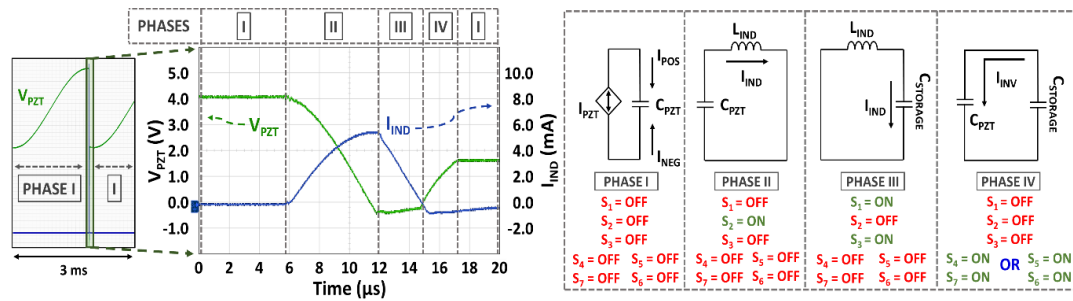 PHASES I II III IV I
V_PZT
PHASE I I
3 ms
5.0
4.0
3.0
2.0
1.0
0.0
-1.0
V_PZT (V)
V_PZT
I_IND
10.0
8.0
6.0
4.0
2.0
0.0
-2.0
I_IND (mA)
0 2 4 6 8 10 12 14 16 18 20
Time (µs)
I_PZT
I_POS
C_PZT
I_NEG
PHASE I
S₁ = OFF
S₂ = OFF
S₃ = OFF
S₄ = OFF S₅ = OFF
S₇ = OFF S₆ = OFF
L_IND
I_IND
C_PZT
PHASE II
S₁ = OFF
S₂ = ON
S₃ = OFF
S₄ = OFF S₅ = OFF
S₇ = OFF S₆ = OFF
L_IND
I_IND
C_STORAGE
PHASE III
S₁ = ON
S₂ = OFF
S₃ = ON
S₄ = OFF S₅ = OFF
S₇ = OFF S₆ = OFF
I_INV
C_PZT
C_STORAGE
PHASE IV
S₁ = OFF
S₂ = OFF
S₃ = OFF
S₄ = ON OR S₅ = ON
S₇ = ON S₆ = ON